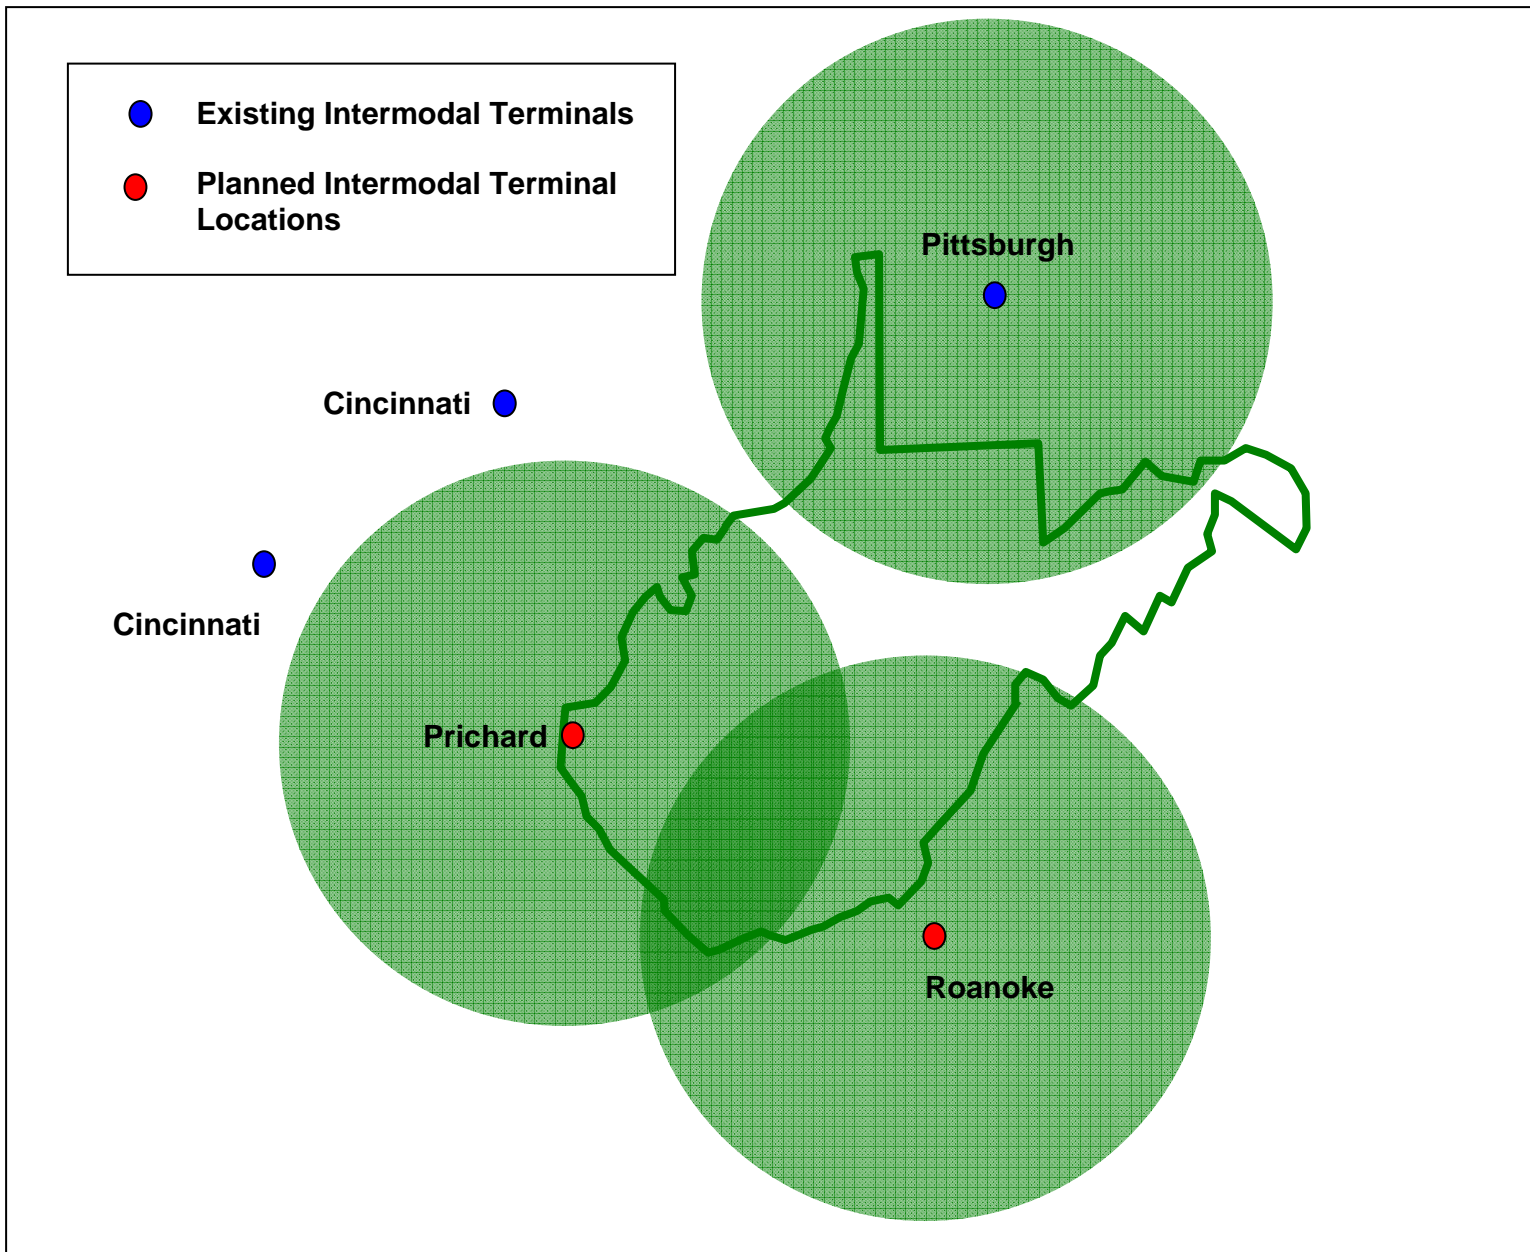 Existing Intermodal Terminals
Planned Intermodal Terminal
Locations
Pittsburgh
Cincinnati
Cincinnati
Prichard
Roanoke